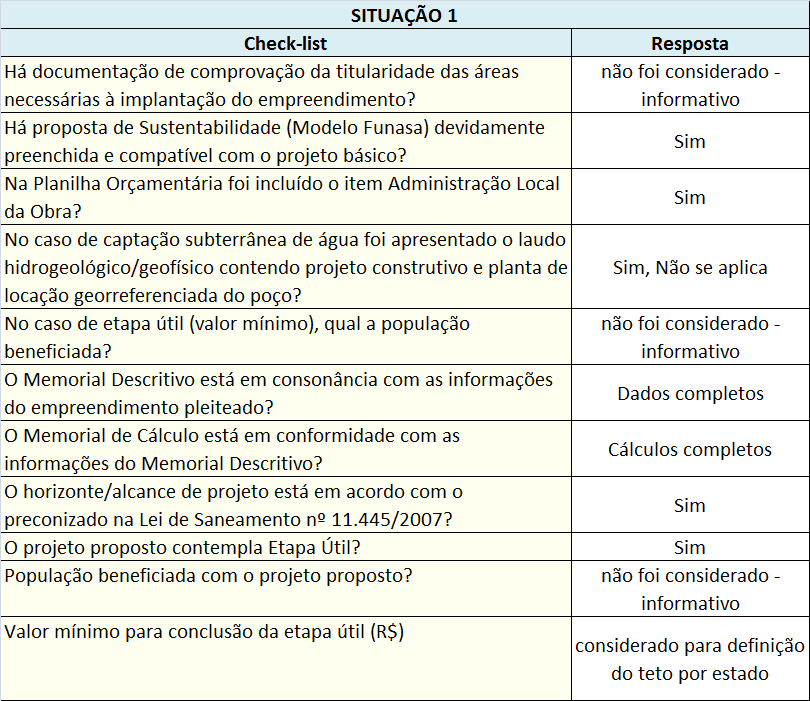 SITUAÇÃO 1
Check-list
Resposta
Há documentação de comprovação da titularidade das áreas
necessárias à implantação do empreendimento?
não foi considerado -
informativo
Há proposta de Sustentabilidade (Modelo Funasa) devidamente
preenchida e compatível com o projeto básico?
Sim
Na Planilha Orçamentária foi incluído o item Administração Local
da Obra?
Sim
No caso de captação subterrânea de água foi apresentado o laudo
hidrogeológico/geofísico contendo projeto construtivo e planta de
locação georreferenciada do poço?
Sim, Não se aplica
No caso de etapa útil (valor mínimo), qual a população
beneficiada?
não foi considerado -
informativo
O Memorial Descritivo está em consonância com as informações
do empreendimento pleiteado?
Dados completos
O Memorial de Cálculo está em conformidade com as
informações do Memorial Descritivo?
Cálculos completos
O horizonte/alcance de projeto está em acordo com o
preconizado na Lei de Saneamento nº 11.445/2007?
Sim
O projeto proposto contempla Etapa Útil?
Sim
População beneficiada com o projeto proposto?
não foi considerado -
informativo
Valor mínimo para conclusão da etapa útil (R$)
considerado para definição
do teto por estado